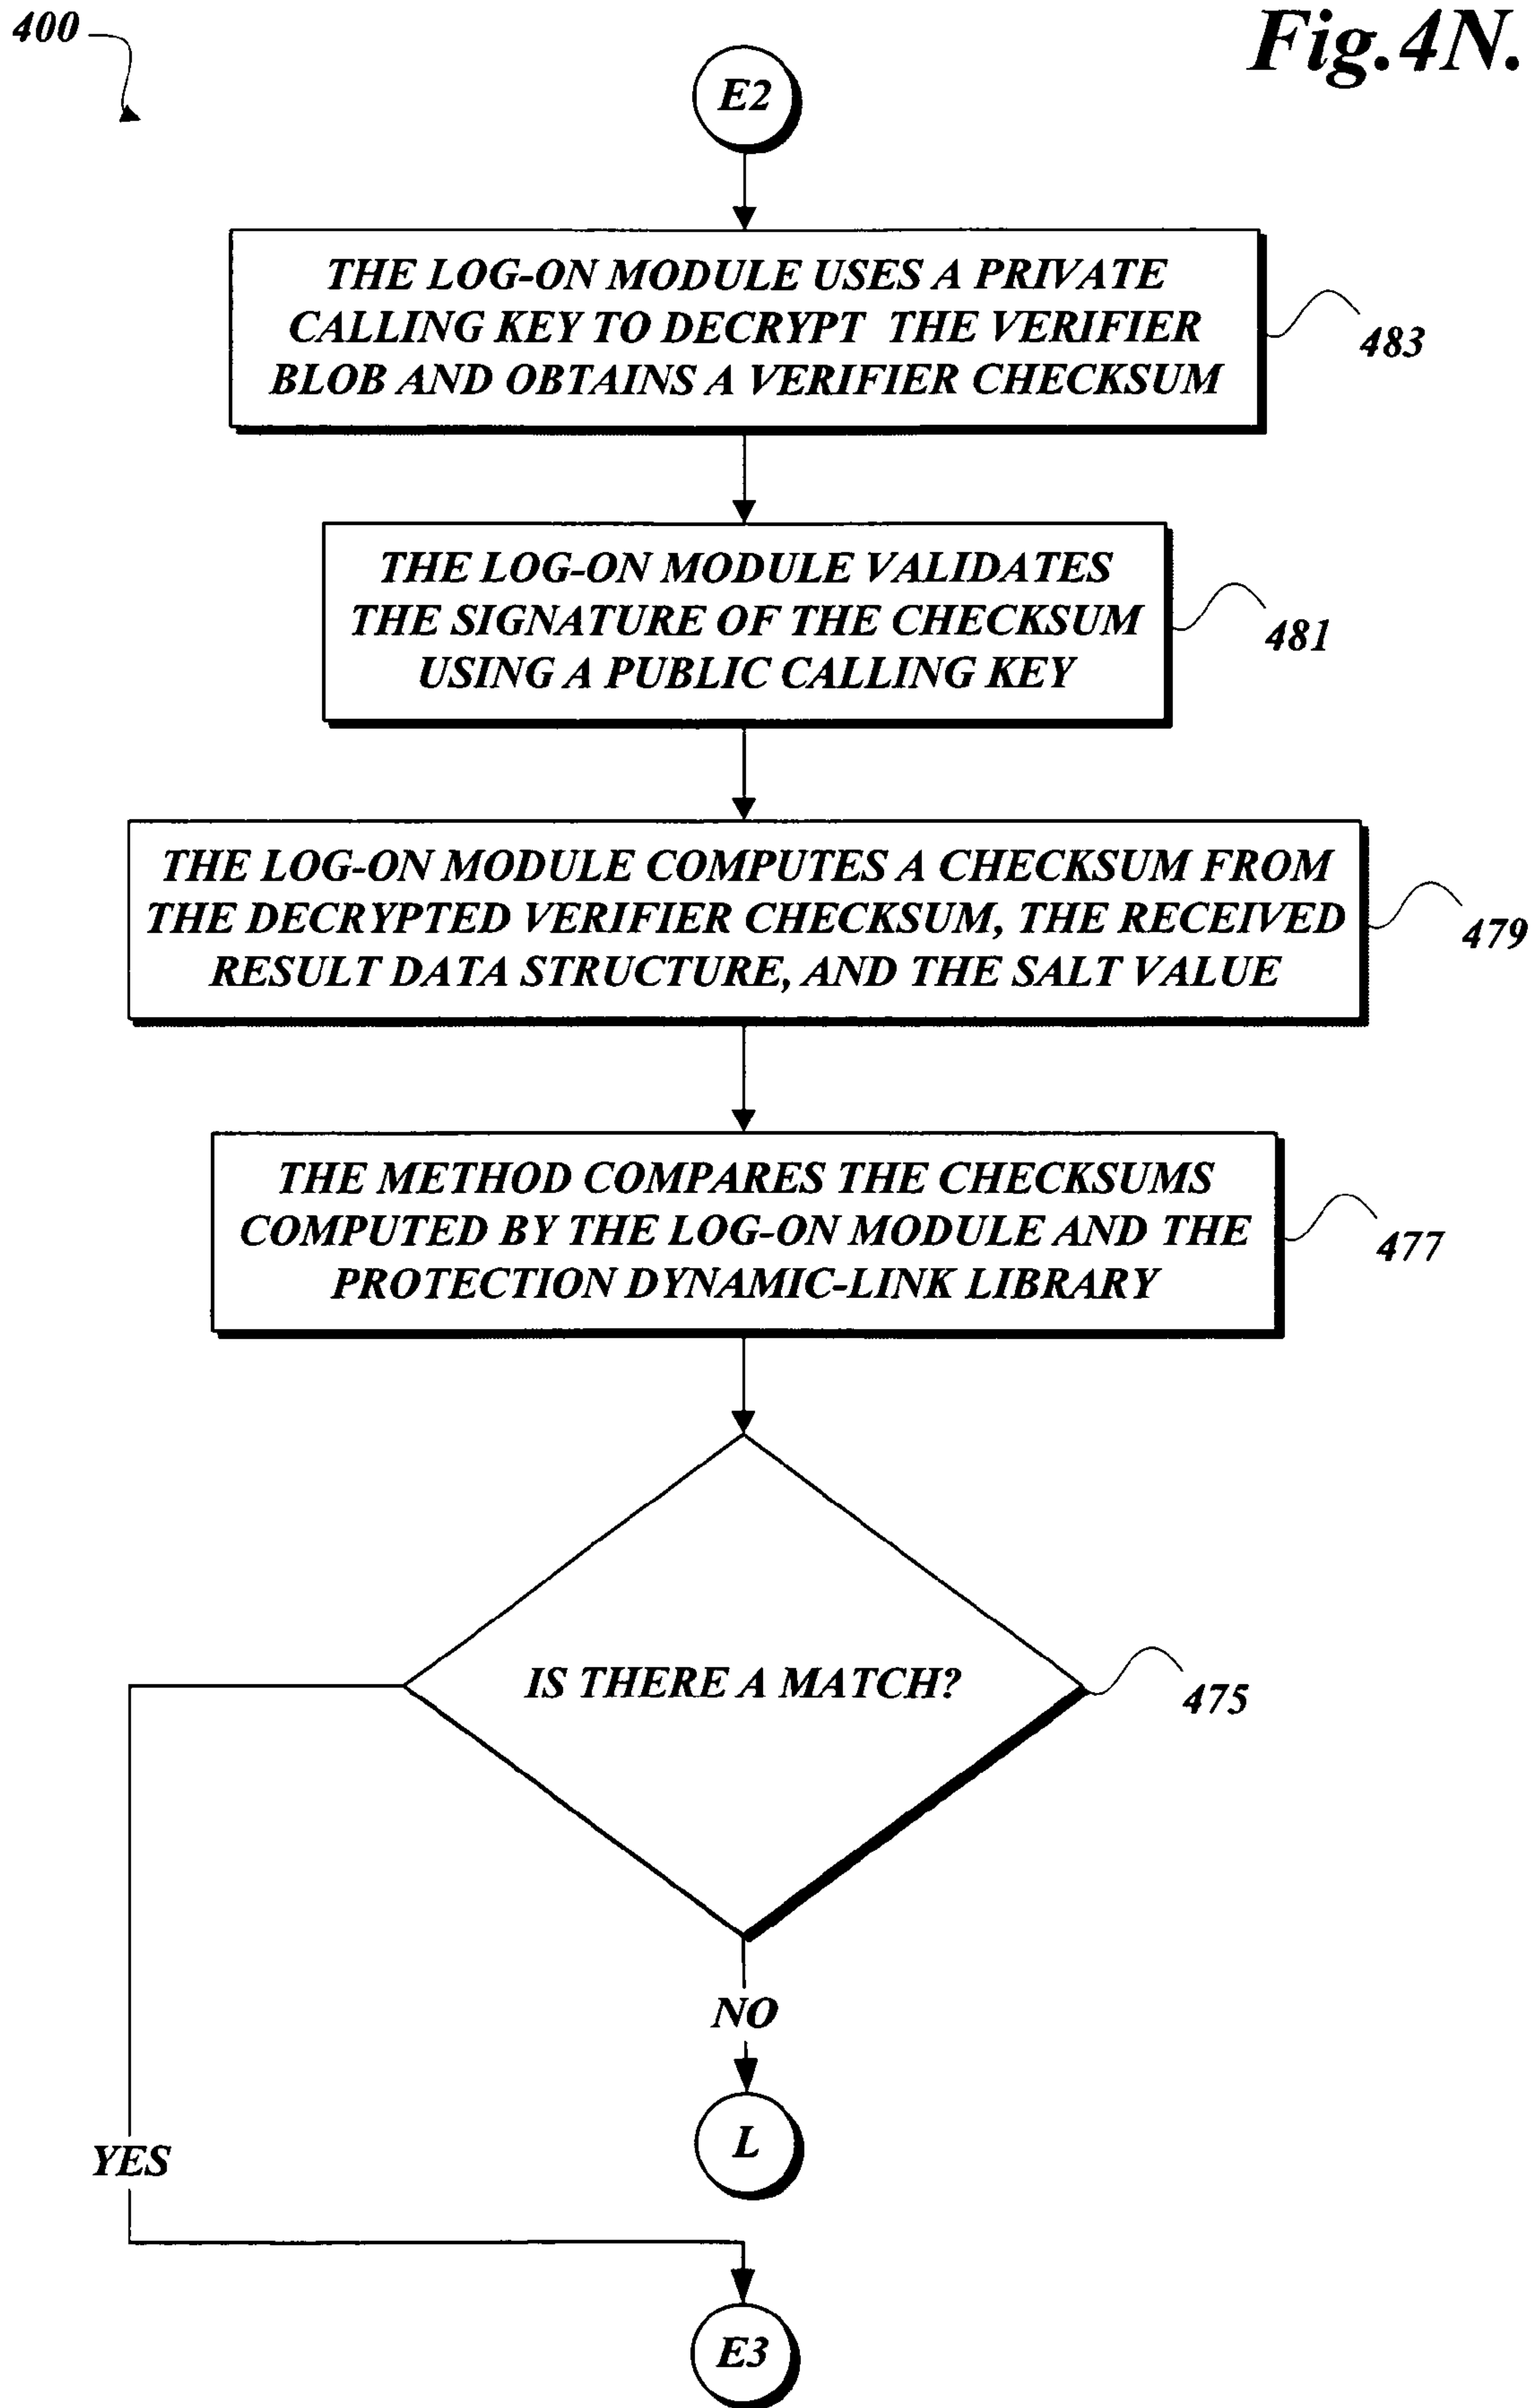 400
Fig.4N.
E2
THE LOG-ON MODULE USES A PRIVATE
CALLING KEY TO DECRYPT THE VERIFIER
BLOB AND OBTAINS A VERIFIER CHECKSUM
483
THE LOG-ON MODULE VALIDATES
THE SIGNATURE OF THE CHECKSUM
USING A PUBLIC CALLING KEY
481
THE LOG-ON MODULE COMPUTES A CHECKSUM FROM
THE DECRYPTED VERIFIER CHECKSUM, THE RECEIVED
RESULT DATA STRUCTURE, AND THE SALT VALUE
479
THE METHOD COMPARES THE CHECKSUMS
COMPUTED BY THE LOG-ON MODULE AND THE
PROTECTION DYNAMIC-LINK LIBRARY
477
IS THERE A MATCH?
475
NO
L
YES
E3